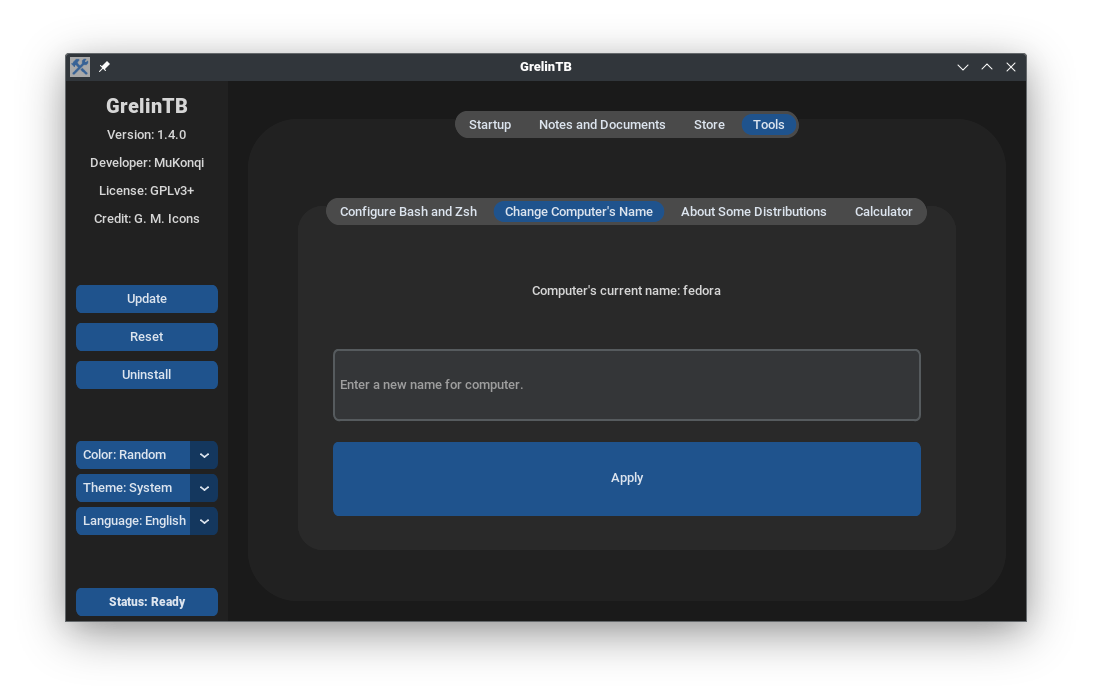 GrelinTB
GrelinTB
Version: 1.4.0
Developer: MuKonqi
License: GPLv3+
Credit: G. M. Icons
Update
Reset
Uninstall
Color: Random
Theme: System
Language: English
Status: Ready
Startup Notes and Documents Store Tools
Configure Bash and Zsh Change Computer's Name About Some Distributions Calculator
Computer's current name: fedora
Enter a new name for computer.
Apply